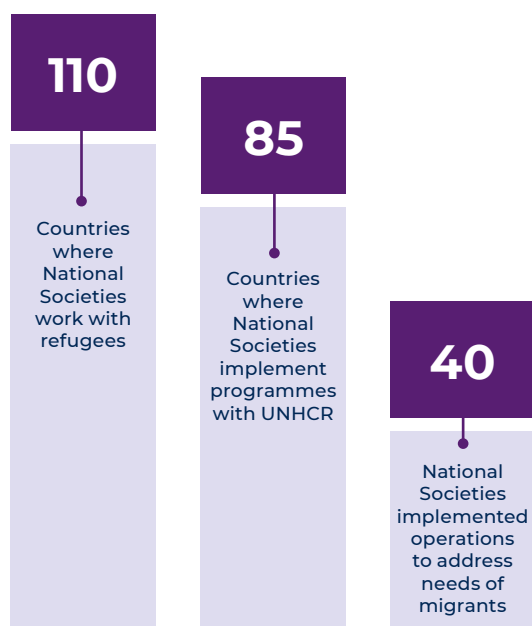 110
Countries
where
National
Societies
work with
refugees
85
Countries
where
National
Societies
implement
programmes
with UNHCR
40
National
Societies
implemented
operations
to address
needs of
migrants